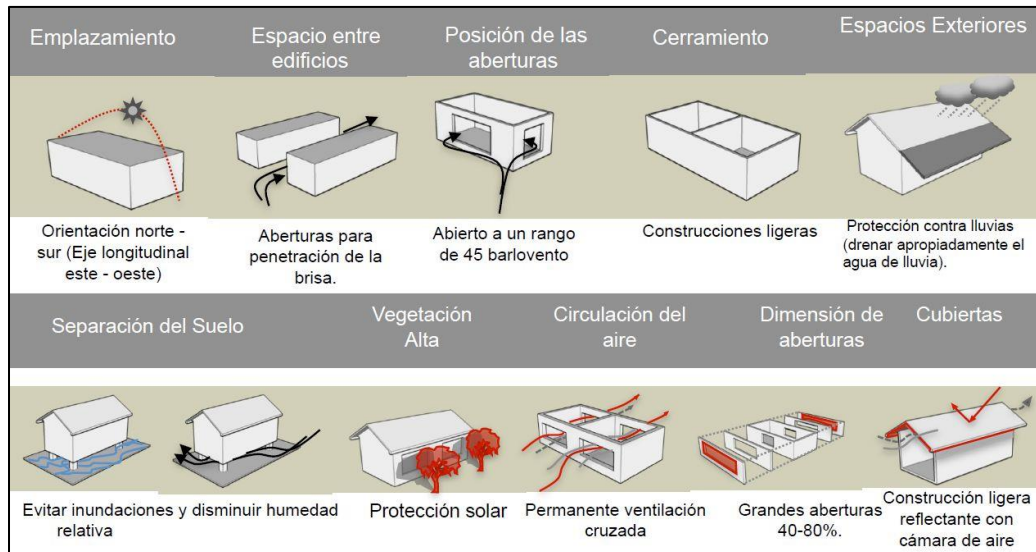 Emplazamiento
Espacio entre
edificios
Posición de las
aberturas
Cerramiento
Espacios Exteriores
Orientación norte -
sur (Eje longitudinal
este - oeste)
Aberturas para
penetración de la
brisa.
Abierto a un rango
de 45 barlovento
Construcciones ligeras
Protección contra lluvias
(drenar apropiadamente el
agua de lluvia).
Separación del Suelo
Vegetación
Alta
Circulación del
aire
Dimensión de
aberturas
Cubiertas
Evitar inundaciones y disminuir humedad
relativa
Protección solar
Permanente ventilación
cruzada
Grandes aberturas
40-80%.
Construcción ligera
reflectante con
cámara de aire